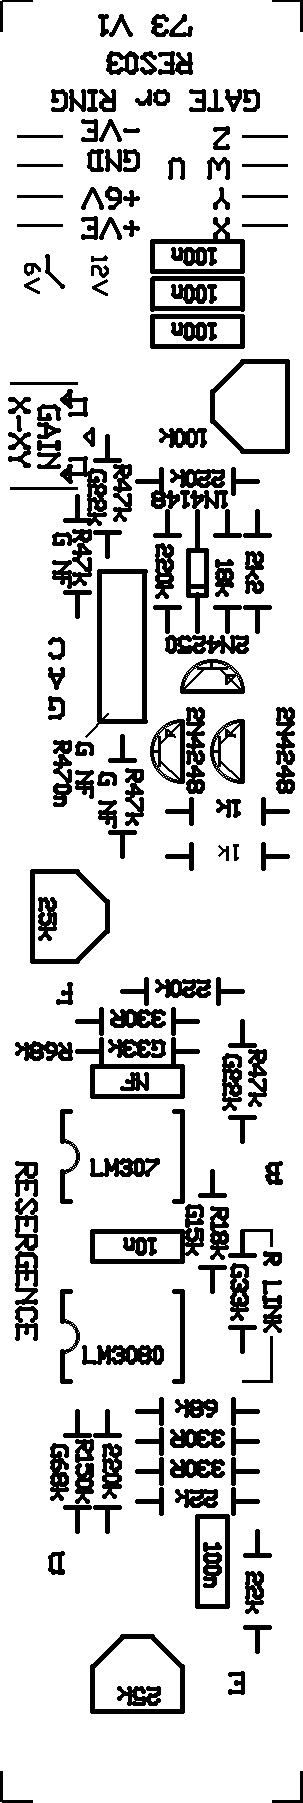 '73 V1
RES03
GATE or RING
-VE Z
GND U W
+6V Y
+VE X
6V 12V
100n
100n
100n
100k
GAIN
X-XY
220k
1N4148
R47k
G22k
R47k
G NF
220k
18k
2k2
2N4250
CAG
2N4248
2N4248
G NF
R470n
R47k
G NF
1k
1k
25k
220k
330R
R68k
G33k
NF
R47k
G22k
LM307
RESERGENCE
R18k
G15k
10n
R LINK
G33k
LM3080
68k
330R
330R
22k
220k
R150k
G68k
100n
22k
D
25k
E